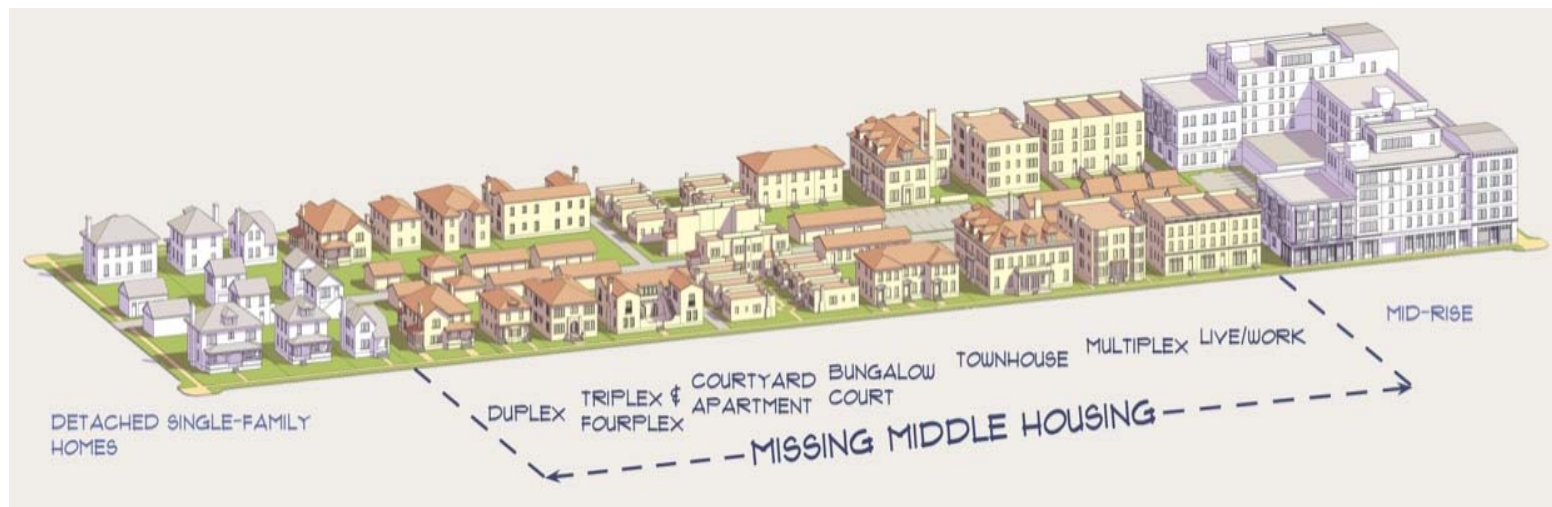 DETACHED SINGLE-FAMILY
HOMES
DUPLEX
TRIPLEX &
FOURPLEX
COURTYARD
APARTMENT
BUNGALOW
COURT
TOWNHOUSE
MULTIPLEX
LIVE/WORK
MID-RISE
MISSING MIDDLE HOUSING